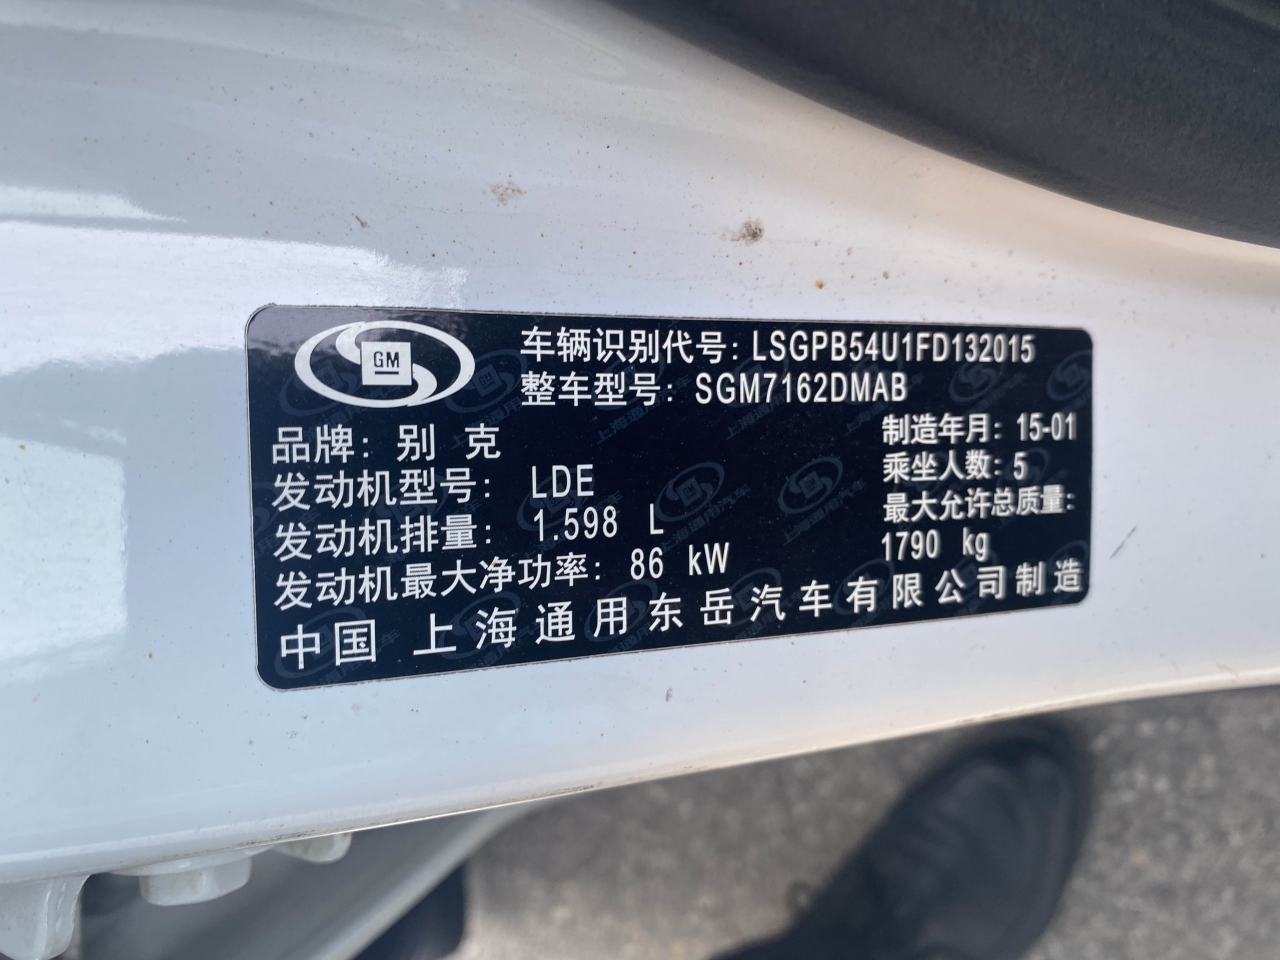 GM
车辆识别代号: LSGPB54U1FD132015
整车型号: SGM7162DMAB
品牌: 别克
制造年月: 15-01
发动机型号: LDE
乘坐人数: 5
发动机排量: 1.598 L
最大允许总质量:
1790 kg
发动机最大净功率: 86 kW
中国 上海通用东岳汽车有限公司制造